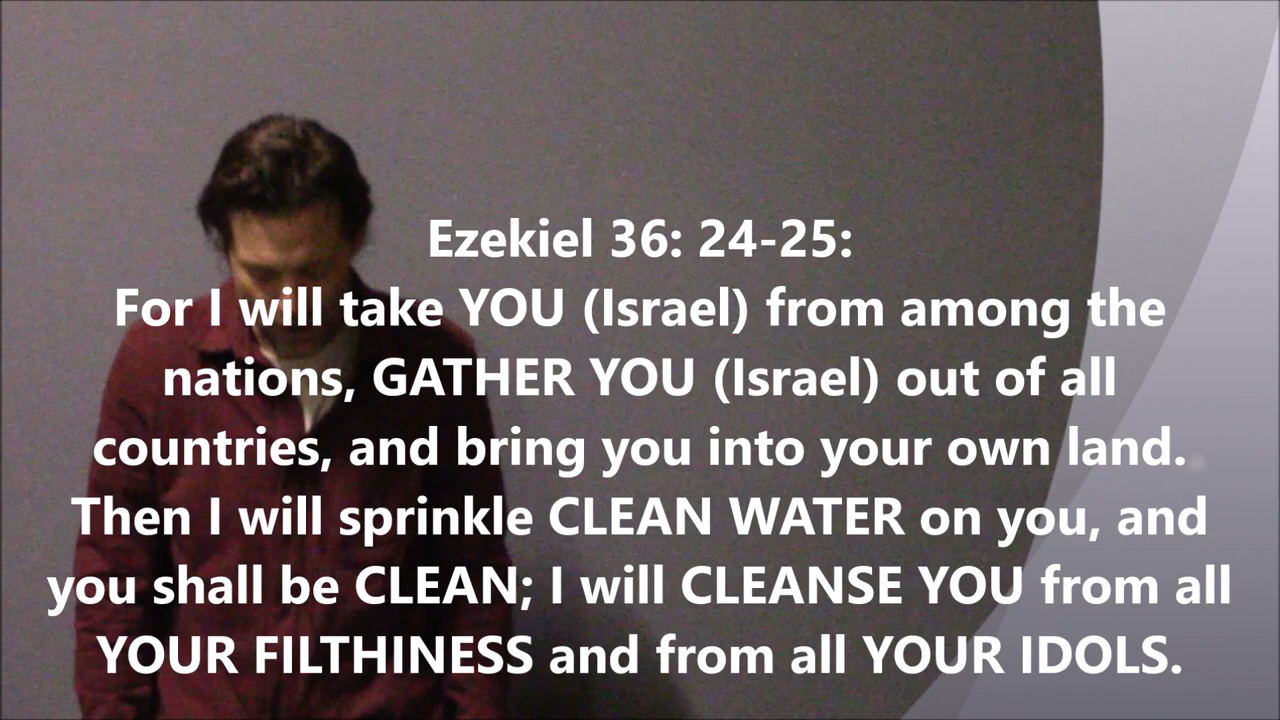 Ezekiel 36: 24-25:
For I will take YOU (Israel) from among the
nations, GATHER YOU (Israel) out of all
countries, and bring you into your own land.
Then I will sprinkle CLEAN WATER on you, and
you shall be CLEAN; I will CLEANSE YOU from all
YOUR FILTHINESS and from all YOUR IDOLS.